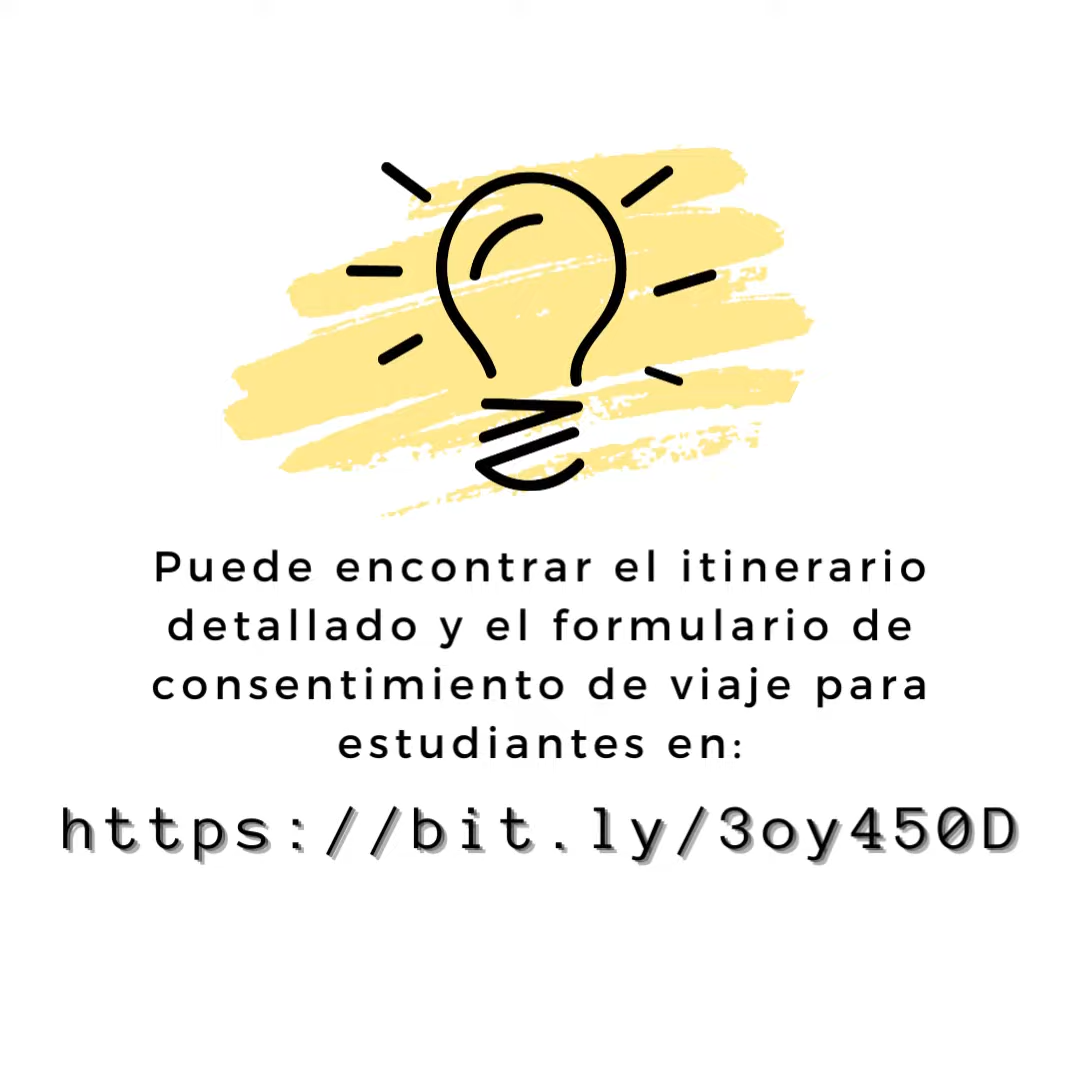 Puede encontrar el itinerario
detallado y el formulario de
consentimiento de viaje para
estudiantes en:
https://bit.ly/3oy450D